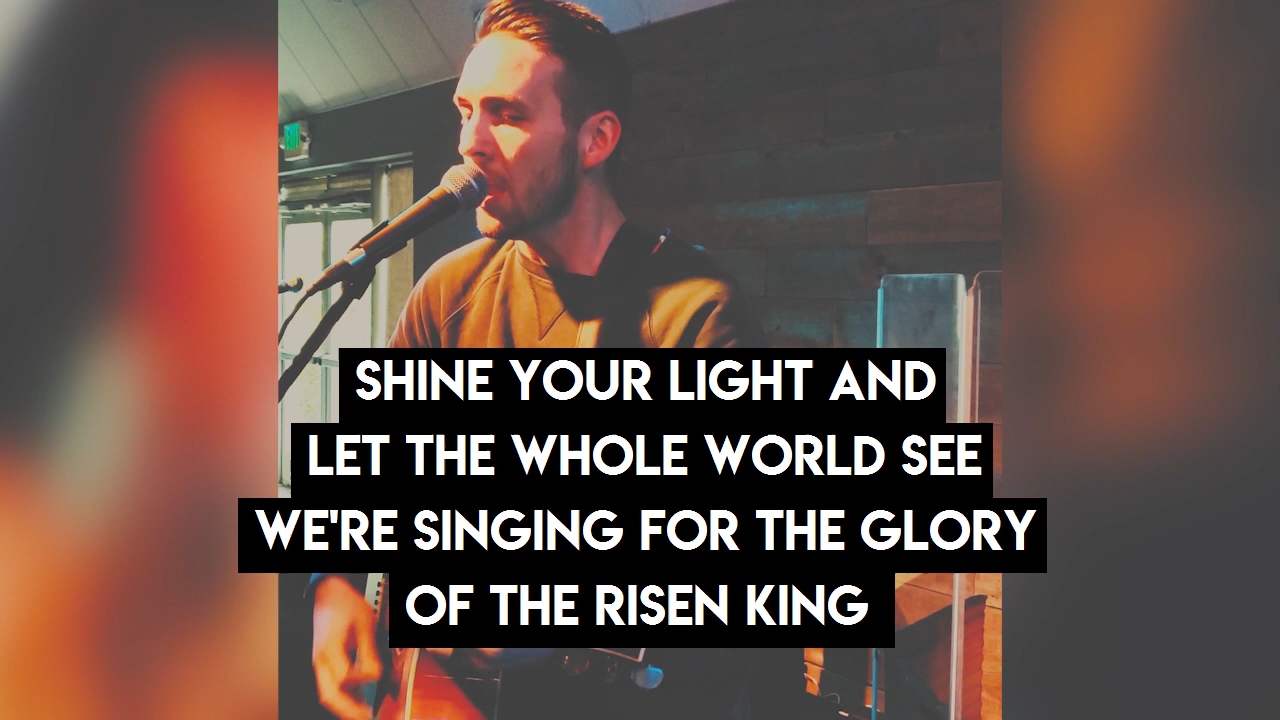 SHINE YOUR LIGHT AND
LET THE WHOLE WORLD SEE
WE'RE SINGING FOR THE GLORY
OF THE RISEN KING